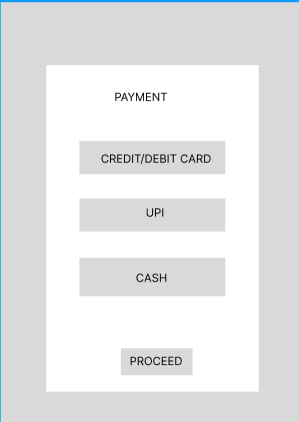 PAYMENT
CREDIT/DEBIT CARD
UPI
CASH
PROCEED